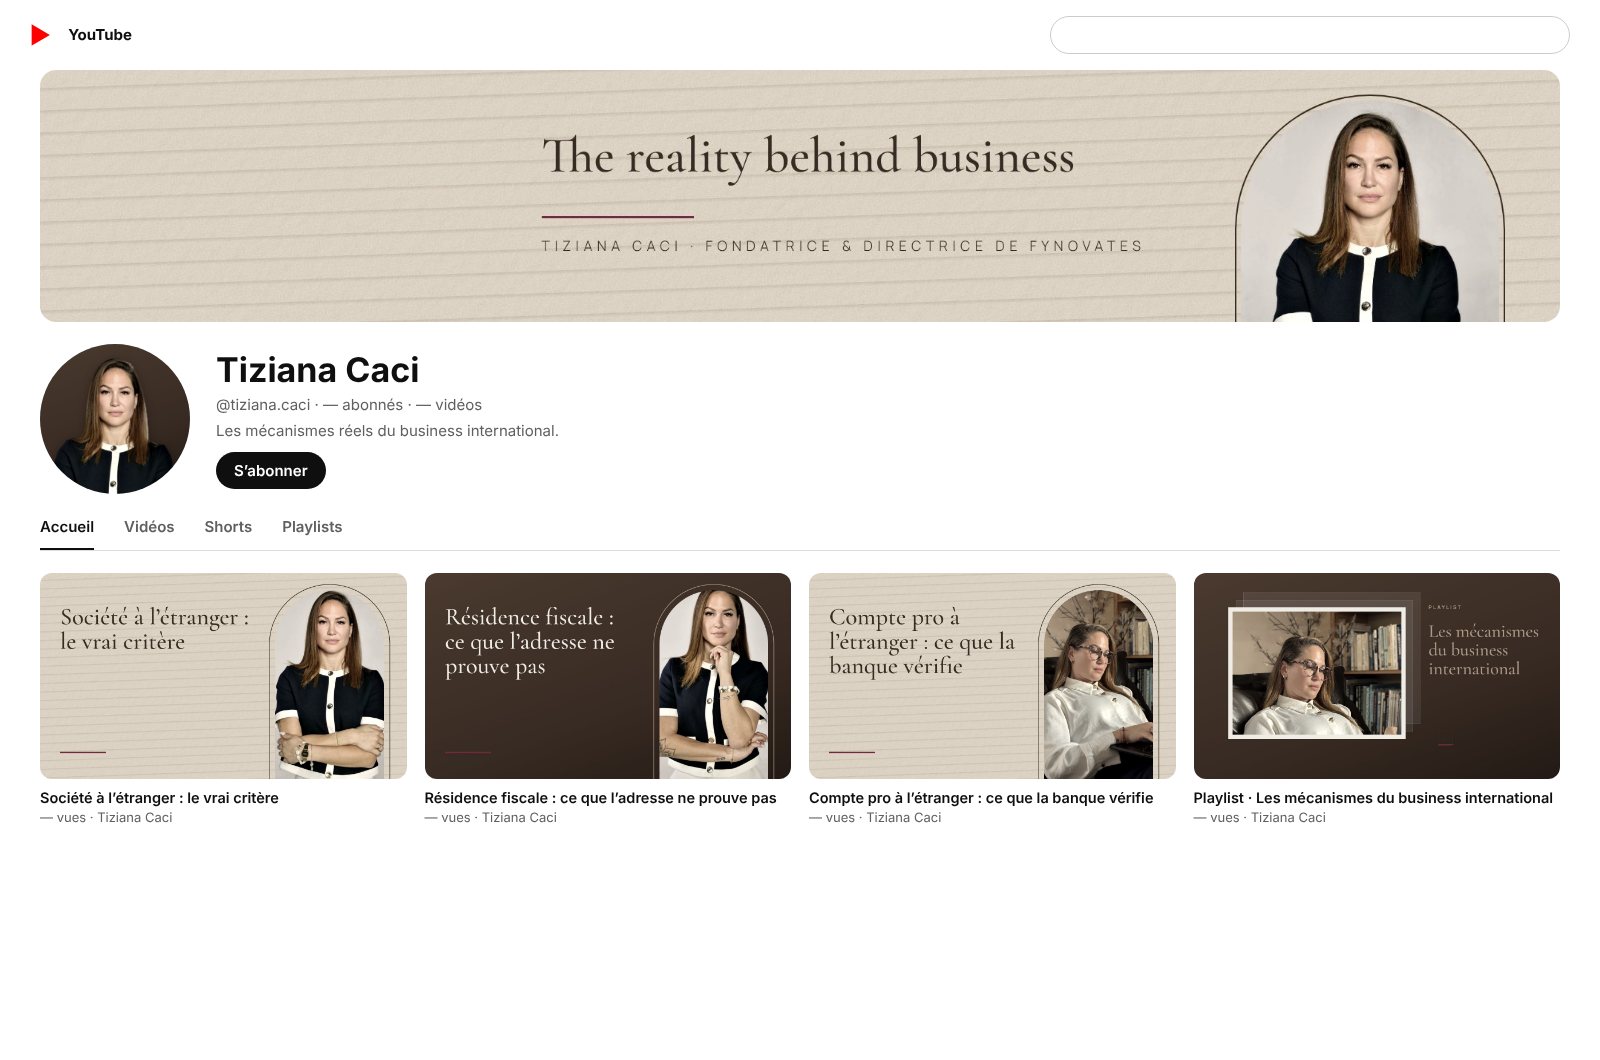 YouTube
The reality behind business
TIZIANA CACI · FONDATRICE & DIRECTRICE DE FYNOVATES
Tiziana Caci
@tiziana.caci · — abonnés · — vidéos
Les mécanismes réels du business international.
S’abonner
Accueil Vidéos Shorts Playlists
Société à l’étranger :
le vrai critère
Société à l’étranger : le vrai critère
— vues · Tiziana Caci
Résidence fiscale :
ce que l’adresse ne
prouve pas
Résidence fiscale : ce que l’adresse ne prouve pas
— vues · Tiziana Caci
Compte pro à
l’étranger : ce que la
banque vérifie
Compte pro à l’étranger : ce que la banque vérifie
— vues · Tiziana Caci
PLAYLIST
Les mécanismes
du business
international
Playlist · Les mécanismes du business international
— vues · Tiziana Caci